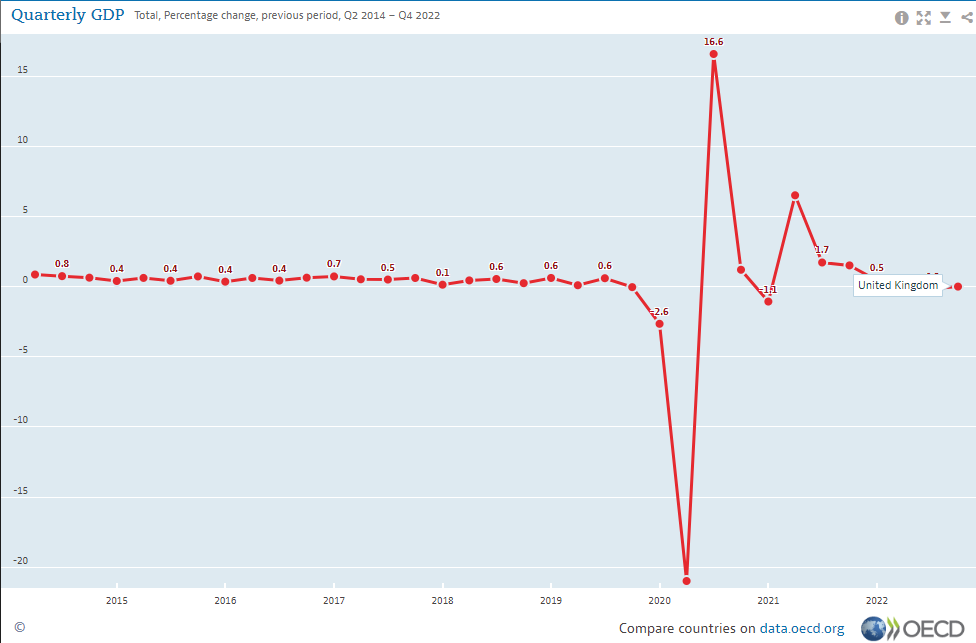 Quarterly GDP Total, Percentage change, previous period, Q2 2014 – Q4 2022
16.6
15
10
5
0.8 0.4 0.4 0.4 0.4 0.7 0.5 0.1 0.6 0.6 0.6 1.7 0.5
0
United Kingdom
-1.1
-2.6
-5
-10
-15
-20
2015 2016 2017 2018 2019 2020 2021 2022
© Compare countries on data.oecd.org OECD